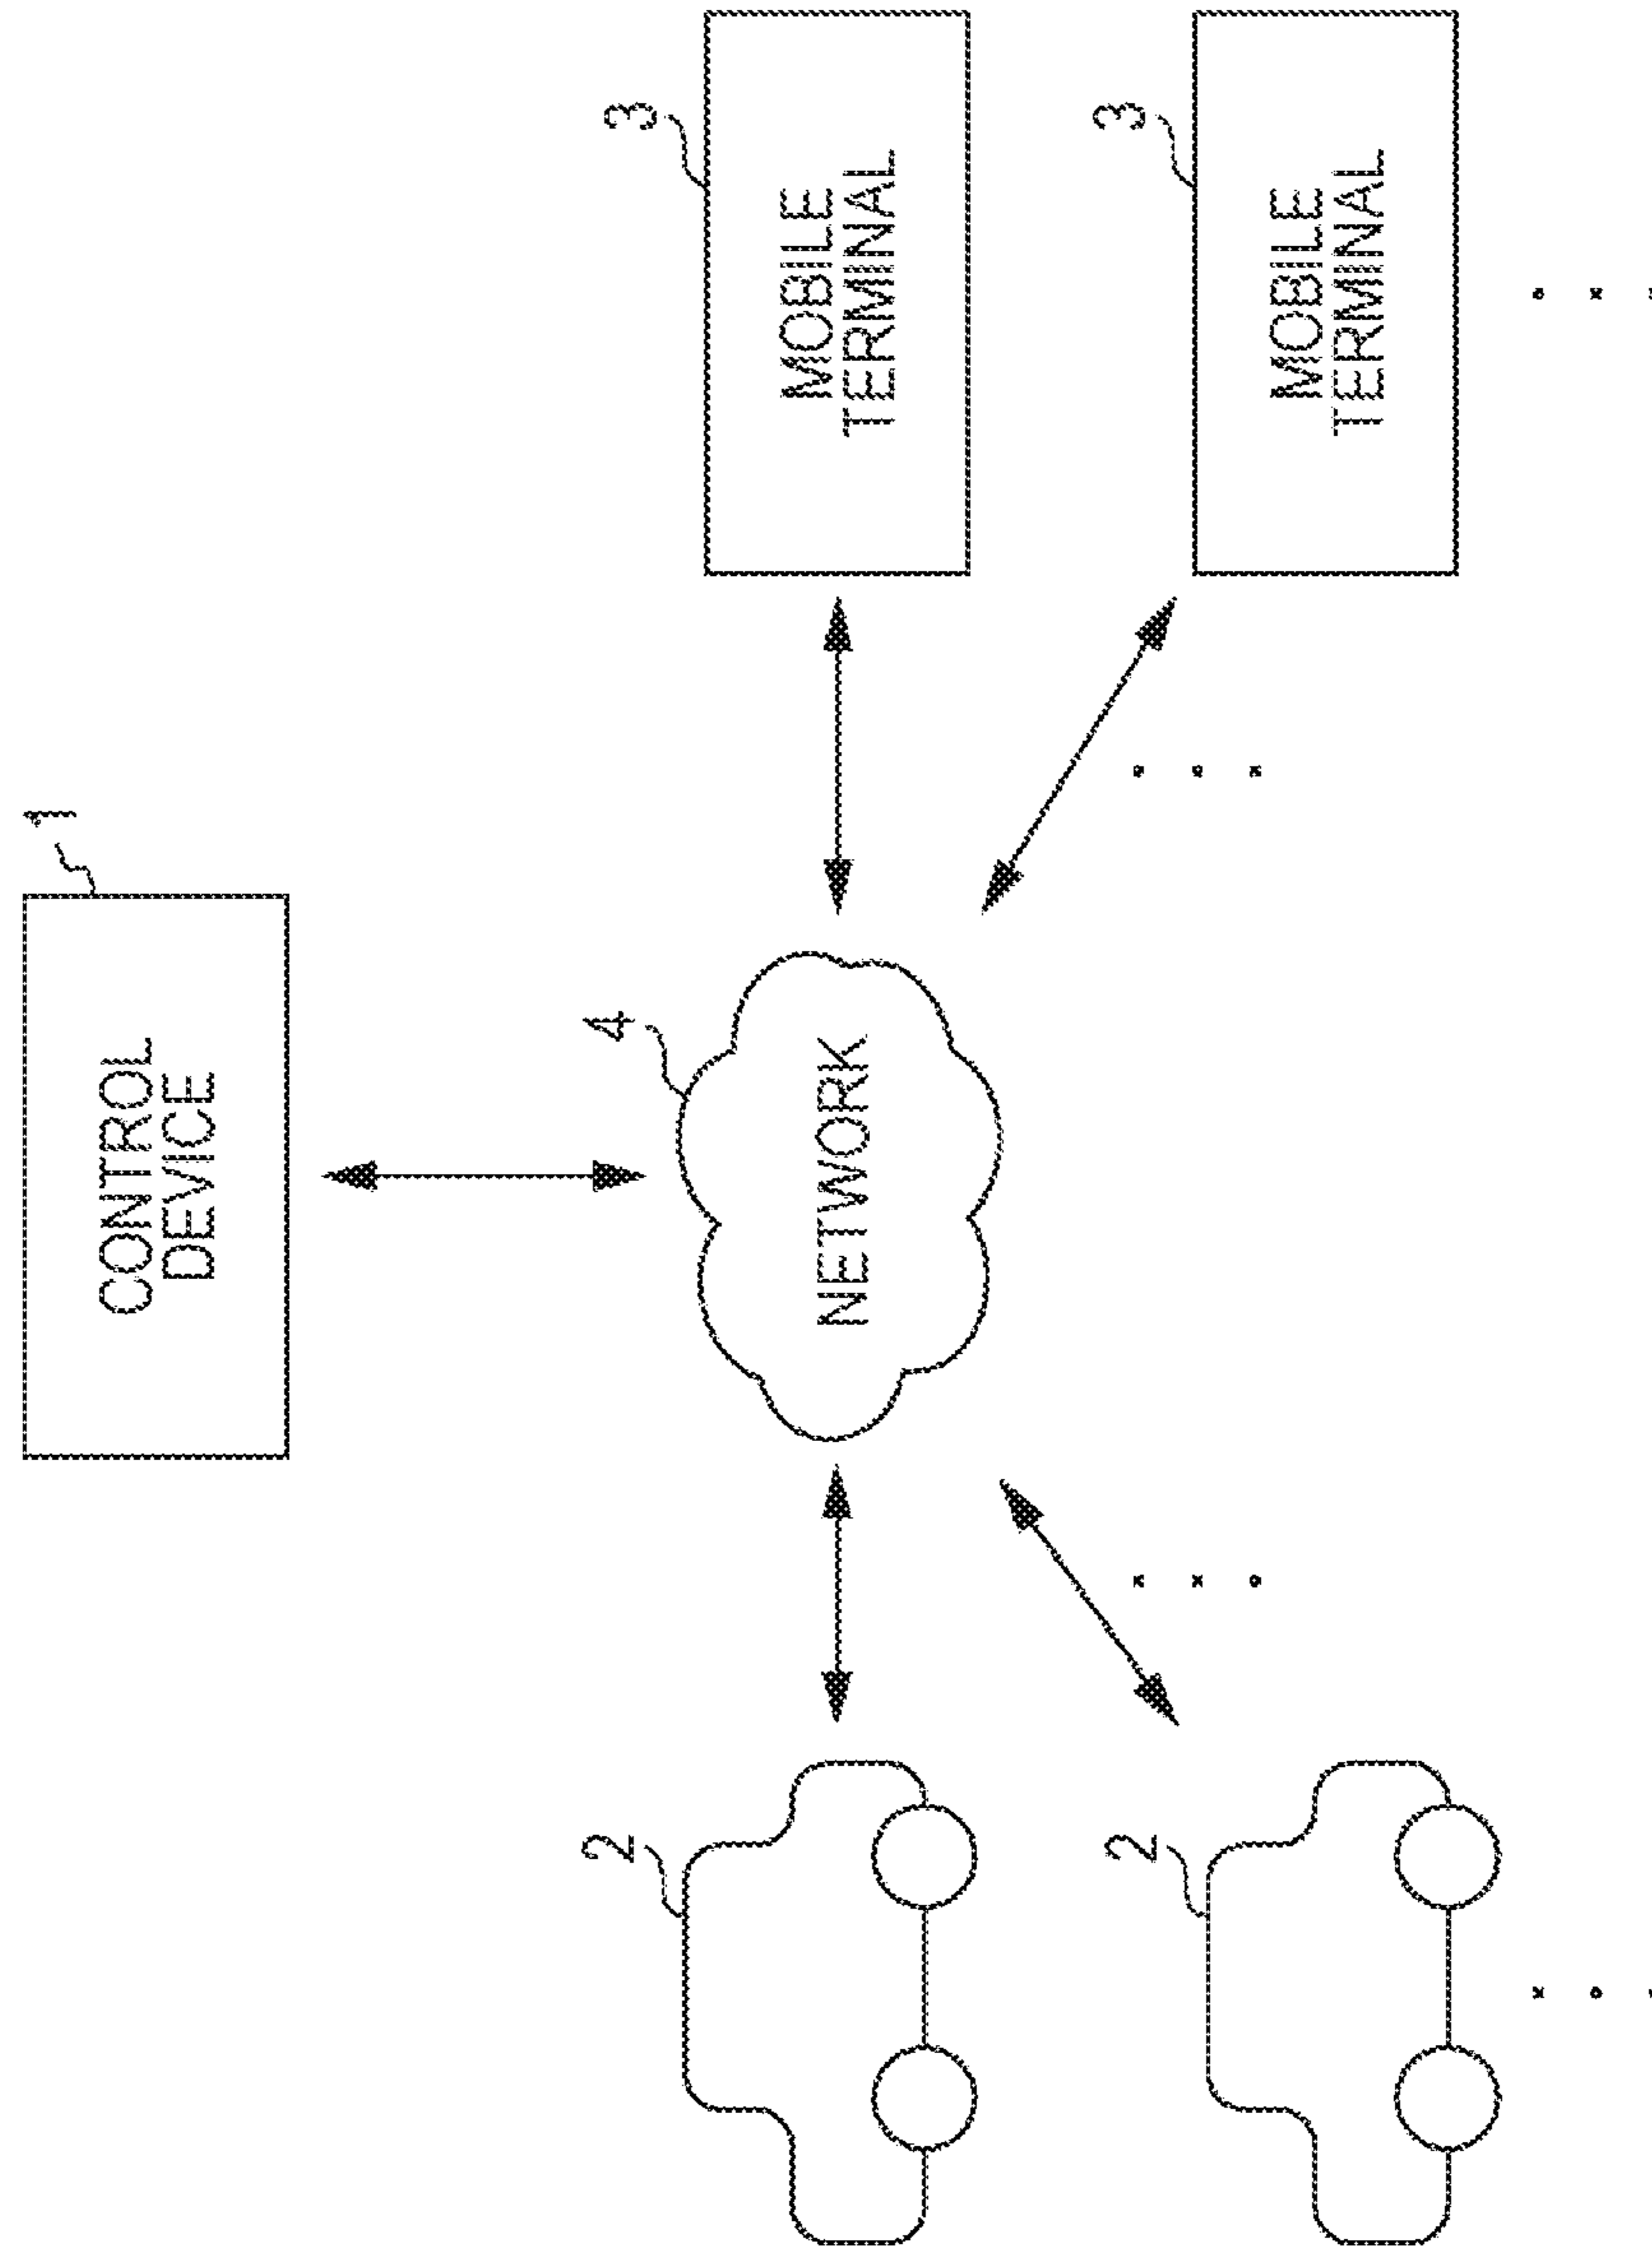 1
CONTROL
DEVICE
4
NETWORK
2
2
3
MOBILE
TERMINAL
3
MOBILE
TERMINAL